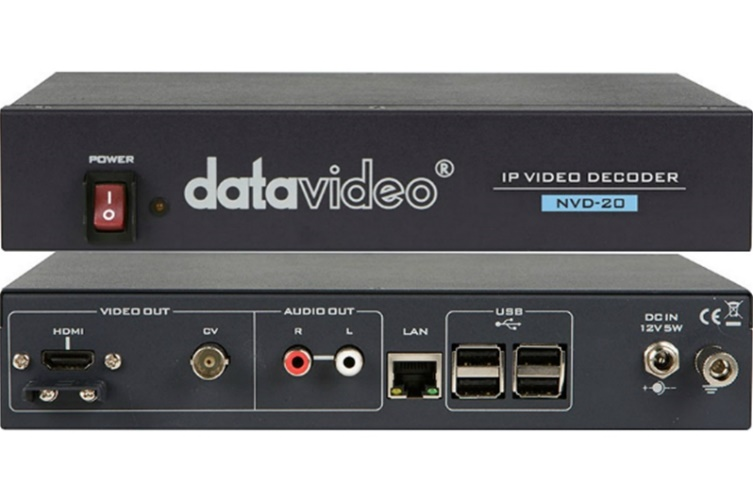 POWER
I
O
datavideo®
IP VIDEO DECODER
NVD-20
VIDEO OUT
AUDIO OUT
USB
HDMI
CV
R
L
LAN
DC IN
12V 5W
CE